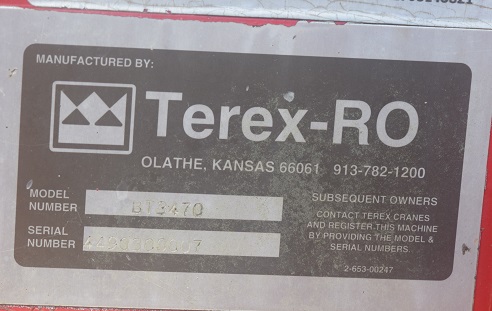 MANUFACTURED BY:
Terex-RO
OLATHE, KANSAS 66061 913-782-1200
MODEL NUMBER BT3470
SERIAL NUMBER
SUBSEQUENT OWNERS
CONTACT TEREX CRANES
AND REGISTER THIS MACHINE
BY PROVIDING THE MODEL &
SERIAL NUMBERS.
2-653-00247